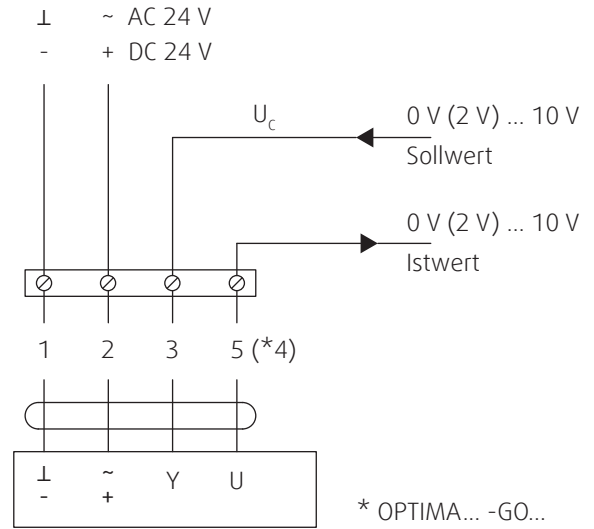 ⊥ ~ AC 24 V
- + DC 24 V
U_C 0 V (2 V) ... 10 V
Sollwert
0 V (2 V) ... 10 V
Istwert
1 2 3 5 (*4)
⊥ ~ Y U
- +
* OPTIMA... -GO...